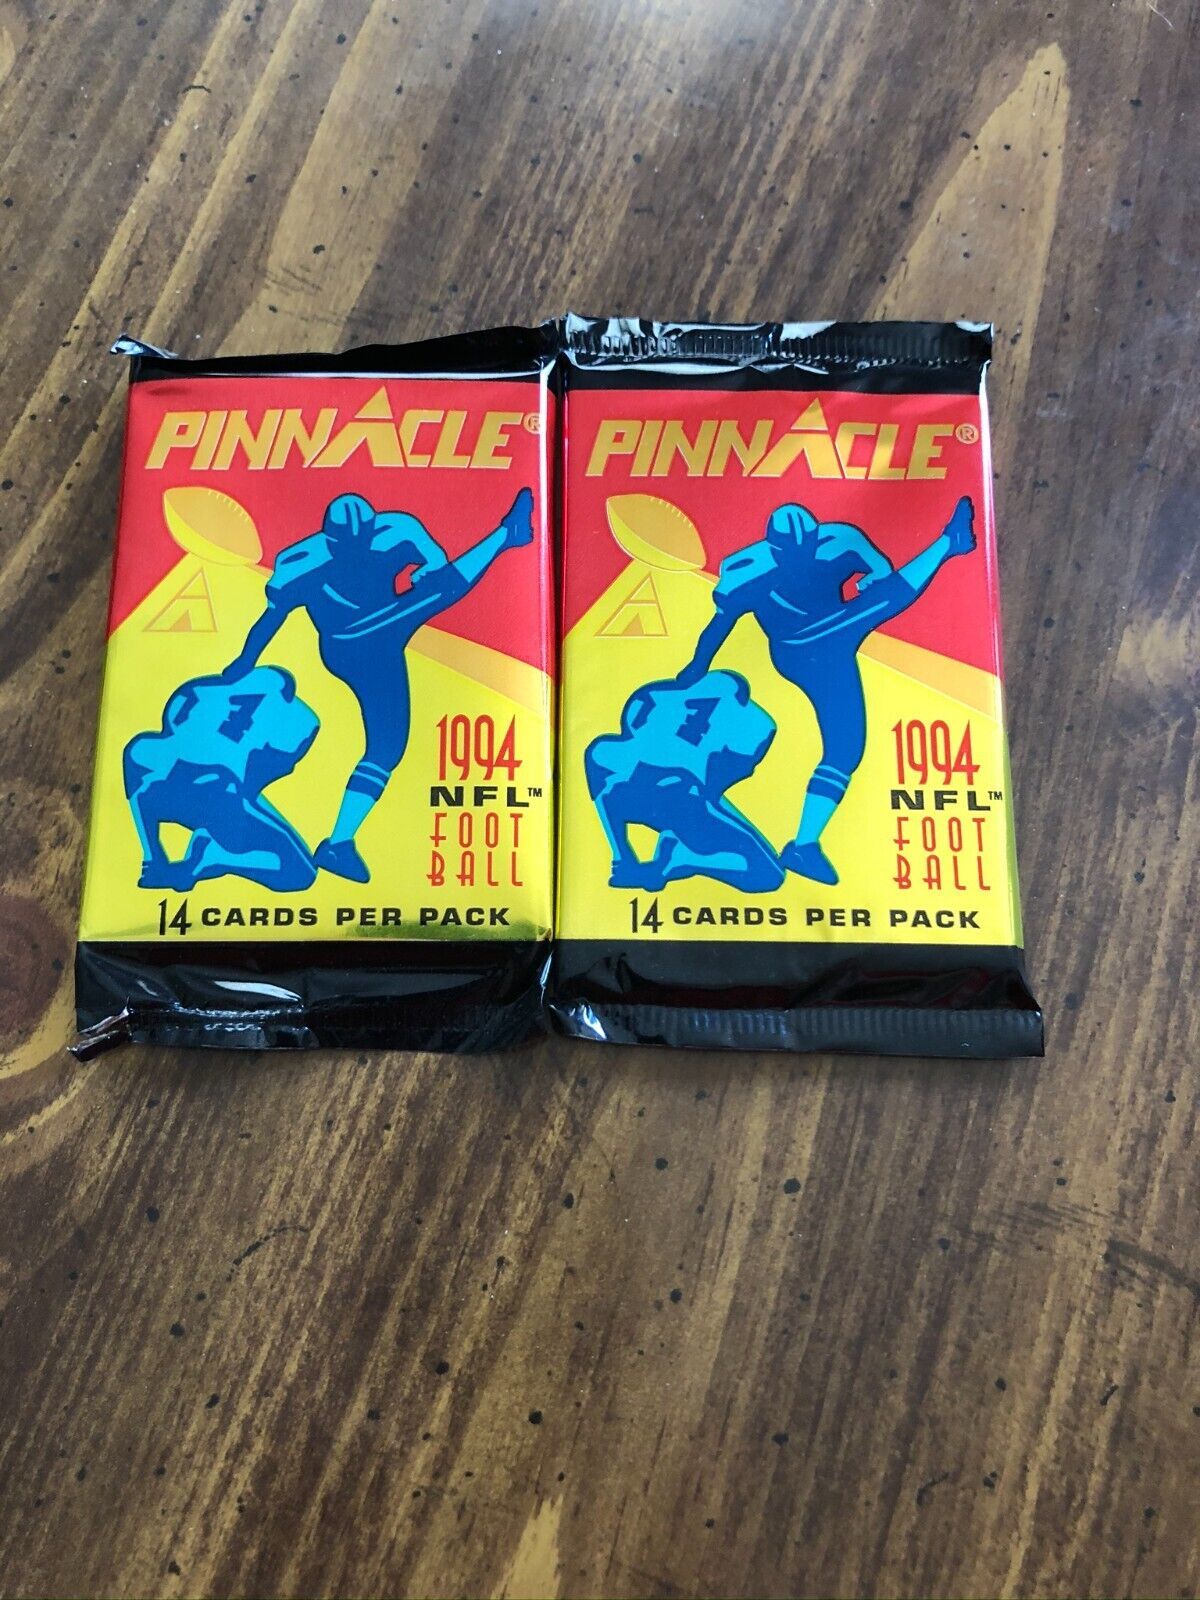 PINNACLE®
1994
NFL™
FOOT
BALL
14 CARDS PER PACK
PINNACLE®
1994
NFL™
FOOT
BALL
14 CARDS PER PACK